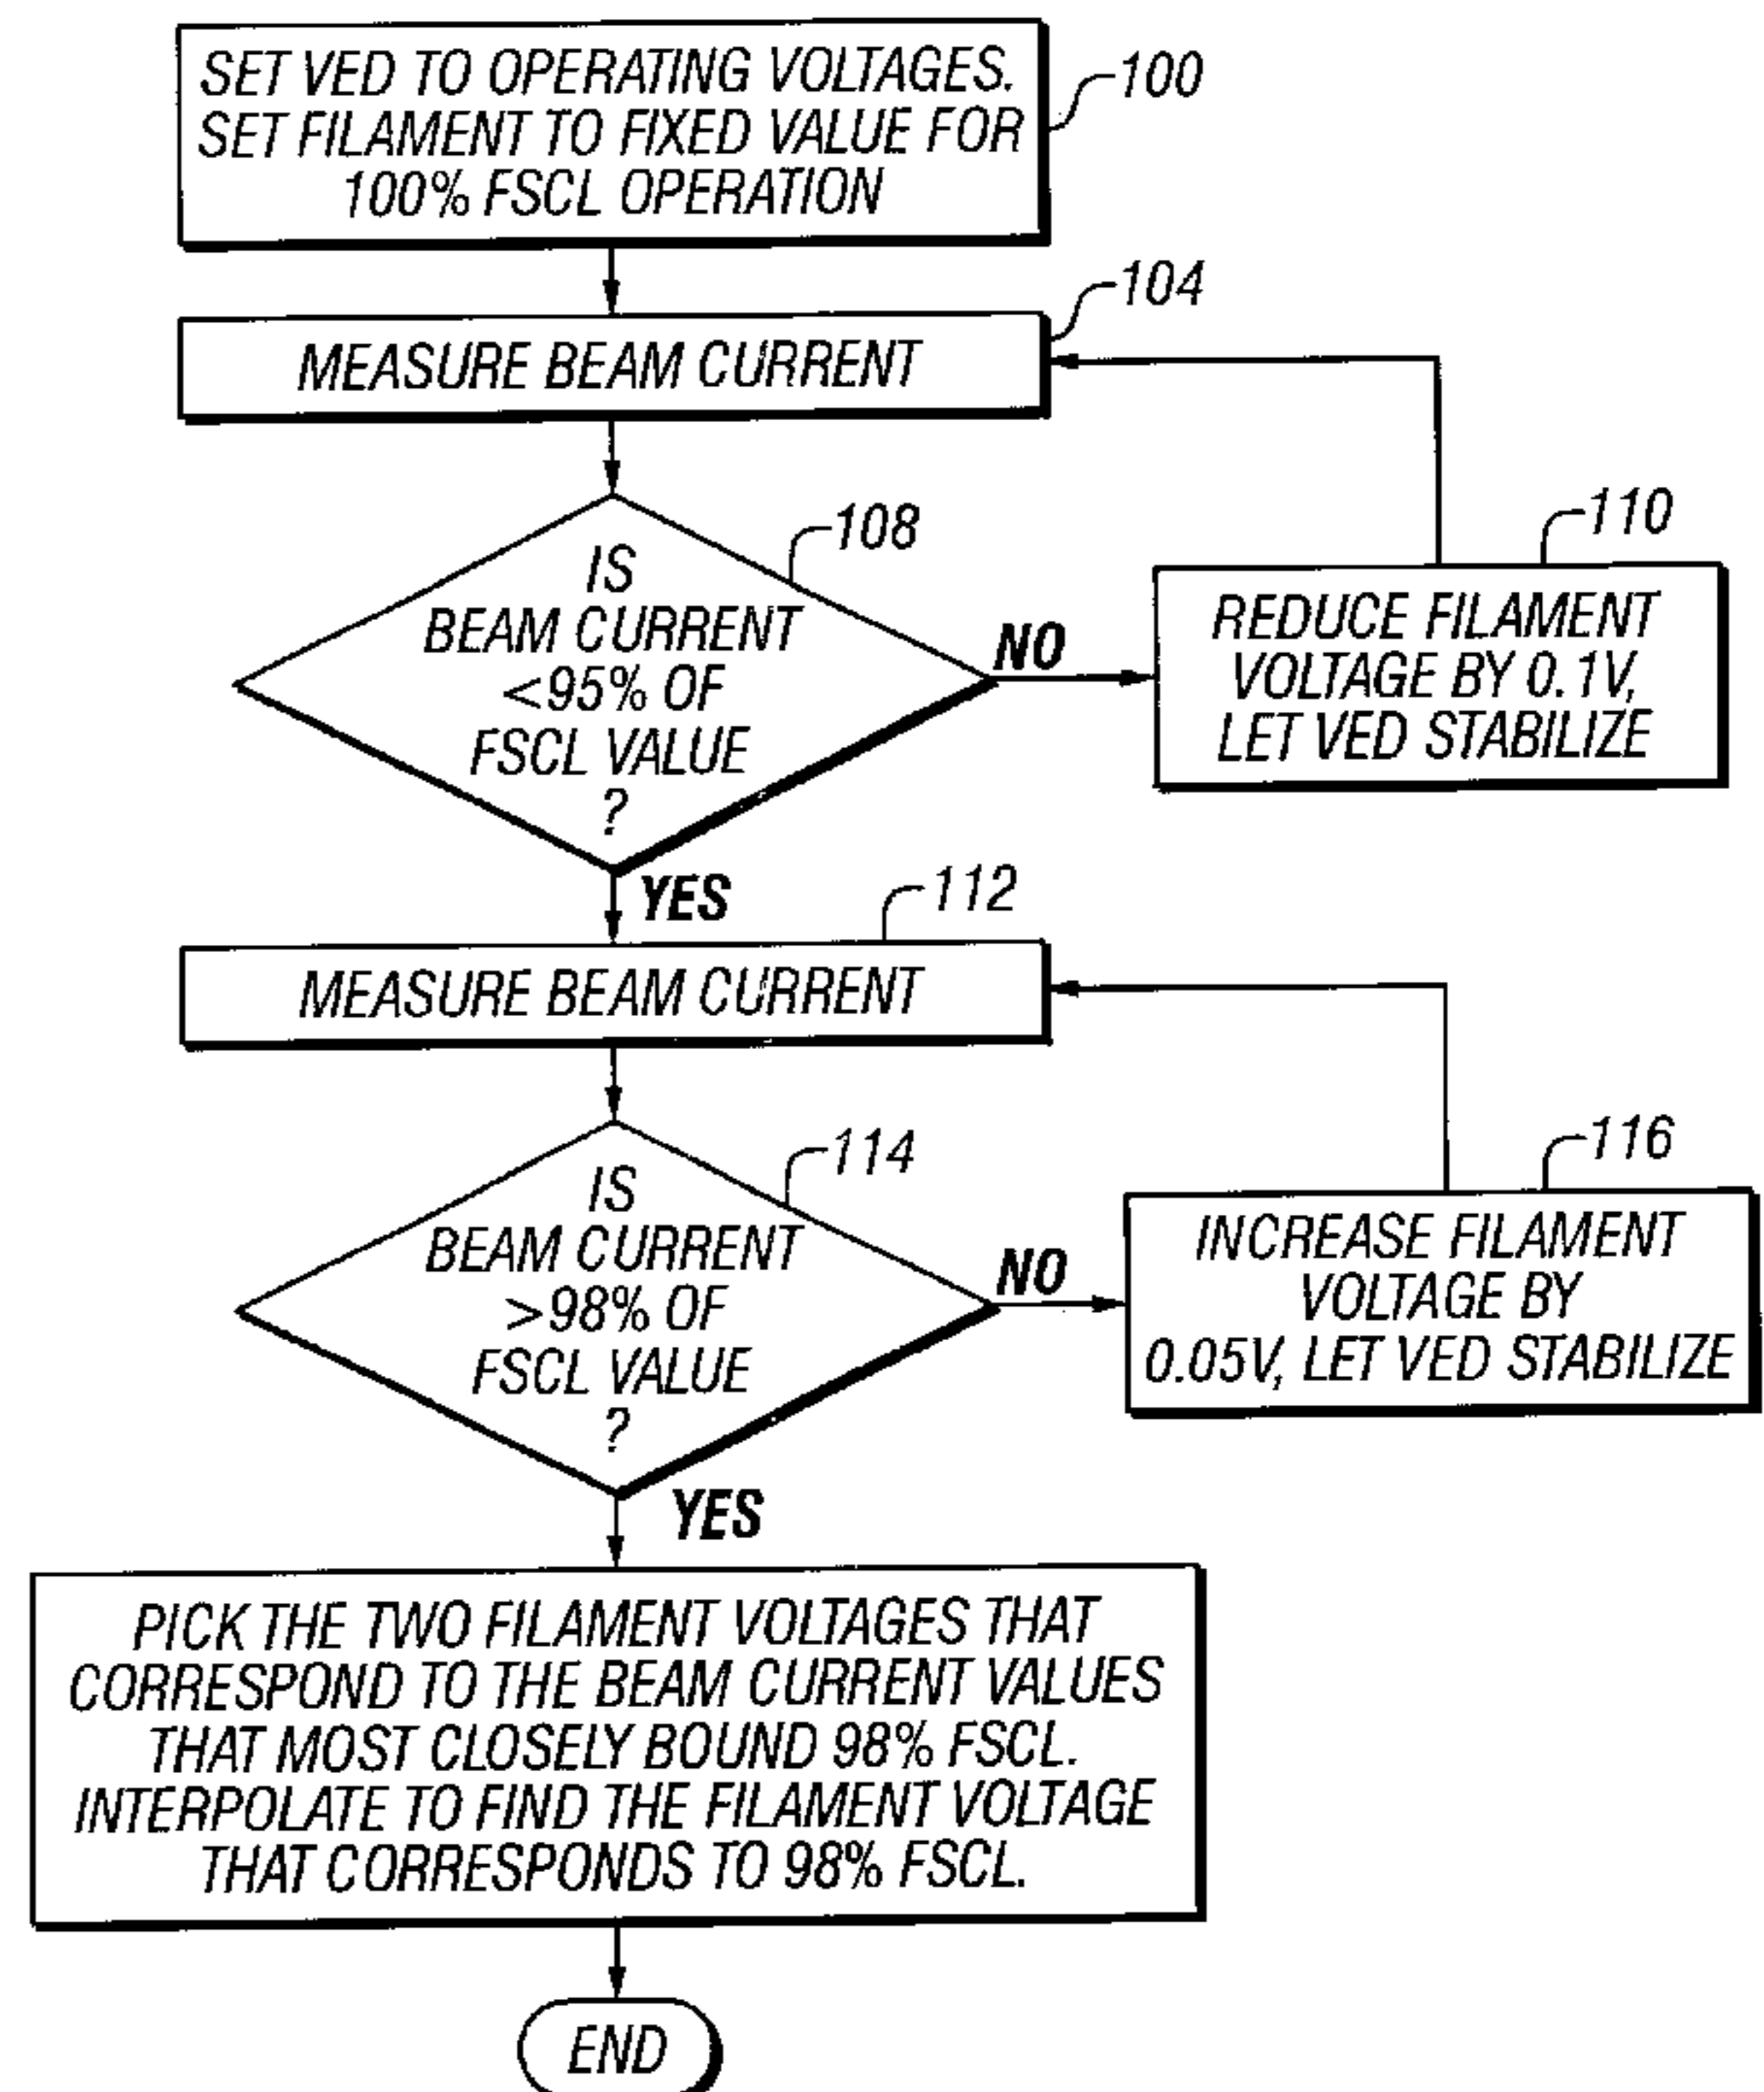 SET VED TO OPERATING VOLTAGES.
SET FILAMENT TO FIXED VALUE FOR
100% FSCL OPERATION
100
104
MEASURE BEAM CURRENT
108
IS
BEAM CURRENT
<95% OF
FSCL VALUE
?
NO
110
REDUCE FILAMENT
VOLTAGE BY 0.1V,
LET VED STABILIZE
YES
112
MEASURE BEAM CURRENT
114
IS
BEAM CURRENT
>98% OF
FSCL VALUE
?
NO
116
INCREASE FILAMENT
VOLTAGE BY
0.05V, LET VED STABILIZE
YES
PICK THE TWO FILAMENT VOLTAGES THAT
CORRESPOND TO THE BEAM CURRENT VALUES
THAT MOST CLOSELY BOUND 98% FSCL.
INTERPOLATE TO FIND THE FILAMENT VOLTAGE
THAT CORRESPONDS TO 98% FSCL.
END